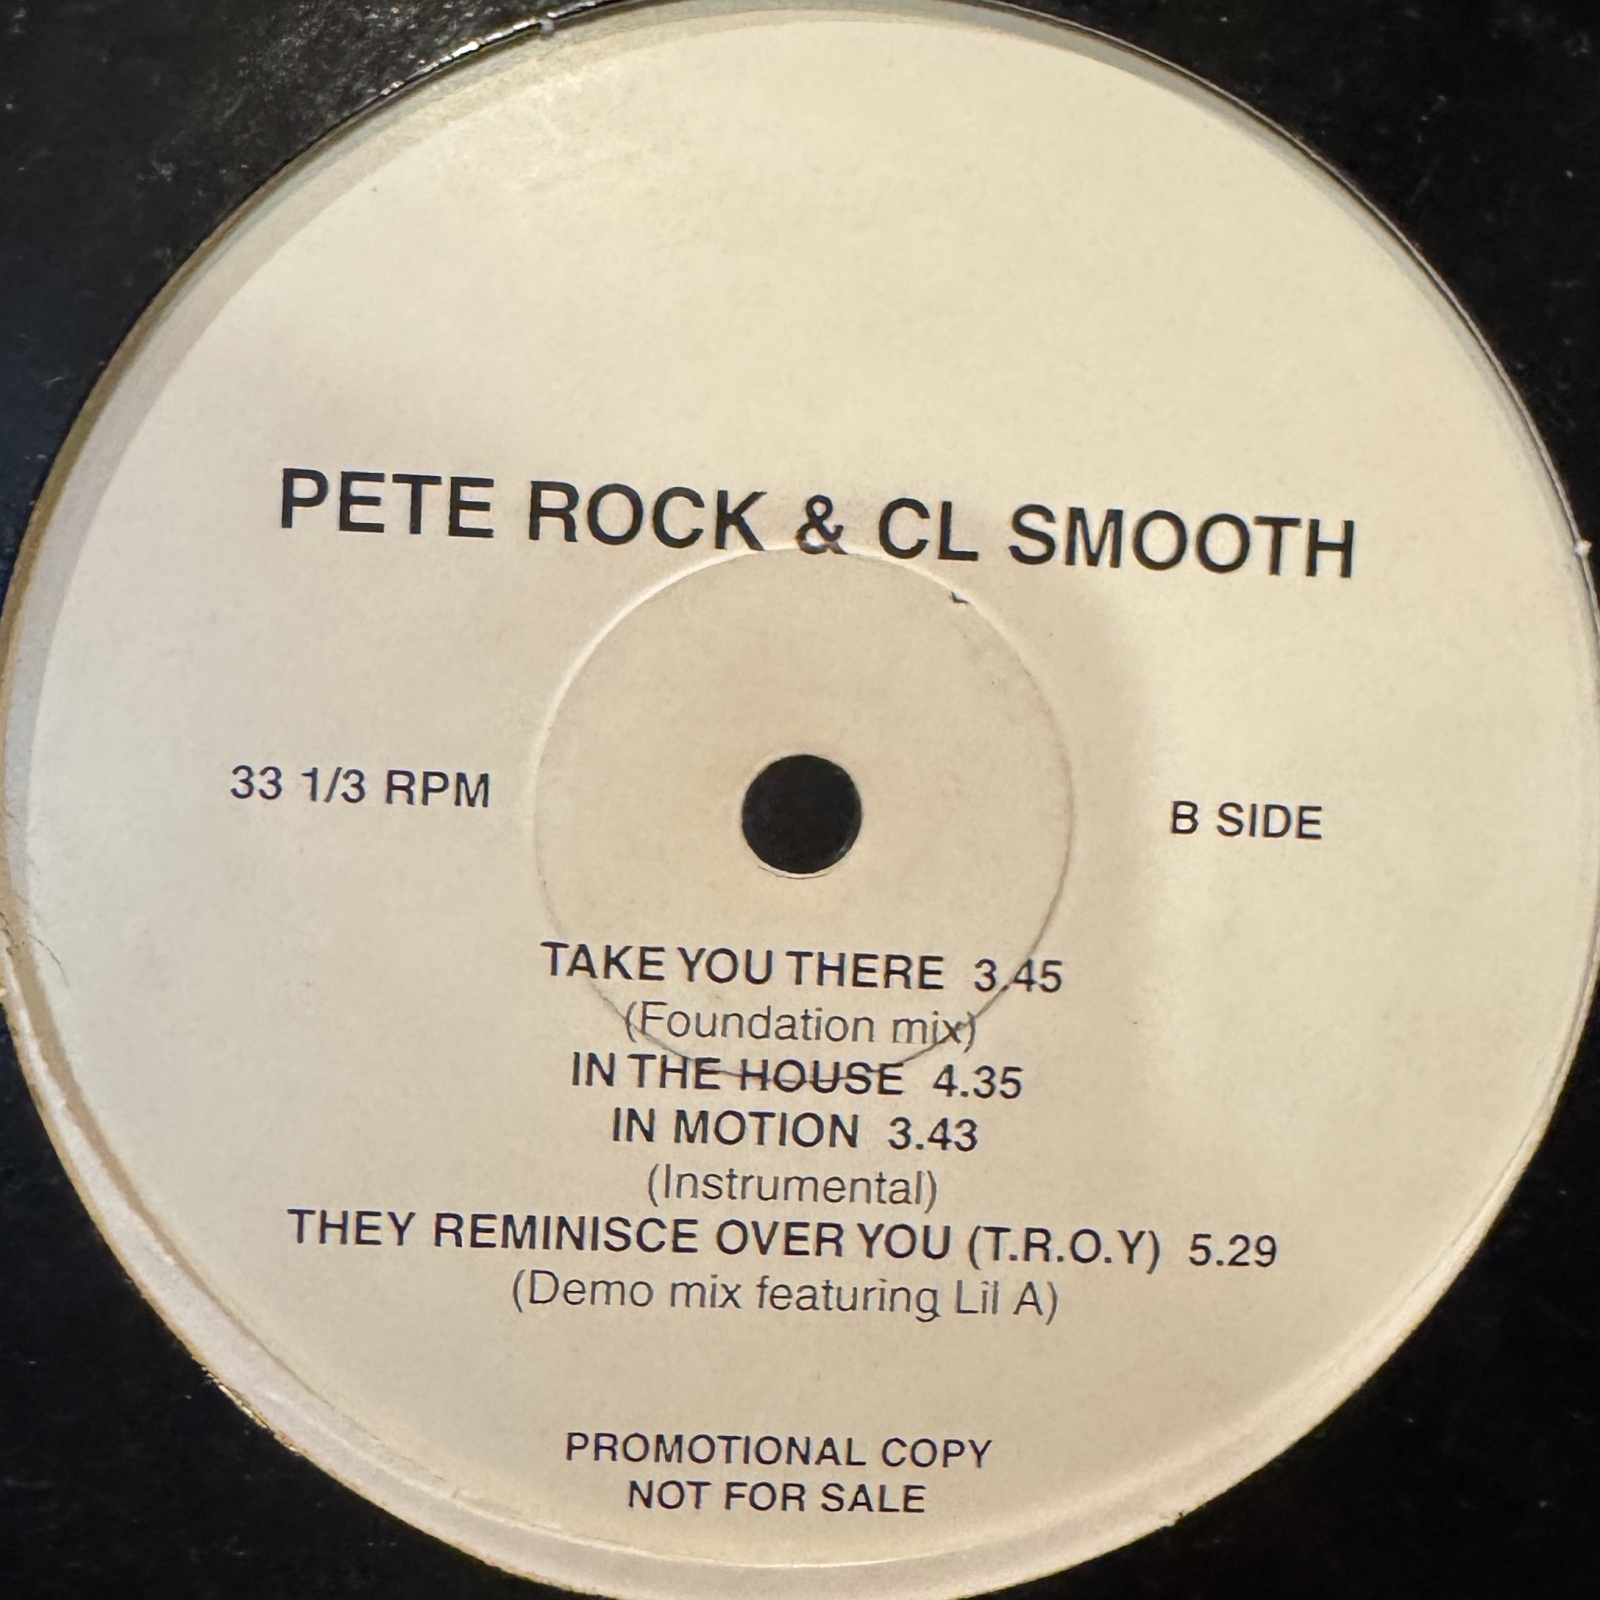 PETE ROCK & CL SMOOTH
33 1/3 RPM
B SIDE
TAKE YOU THERE 3.45
(Foundation mix)
IN THE HOUSE 4.35
IN MOTION 3.43
(Instrumental)
THEY REMINISCE OVER YOU (T.R.O.Y) 5.29
(Demo mix featuring Lil A)
PROMOTIONAL COPY
NOT FOR SALE